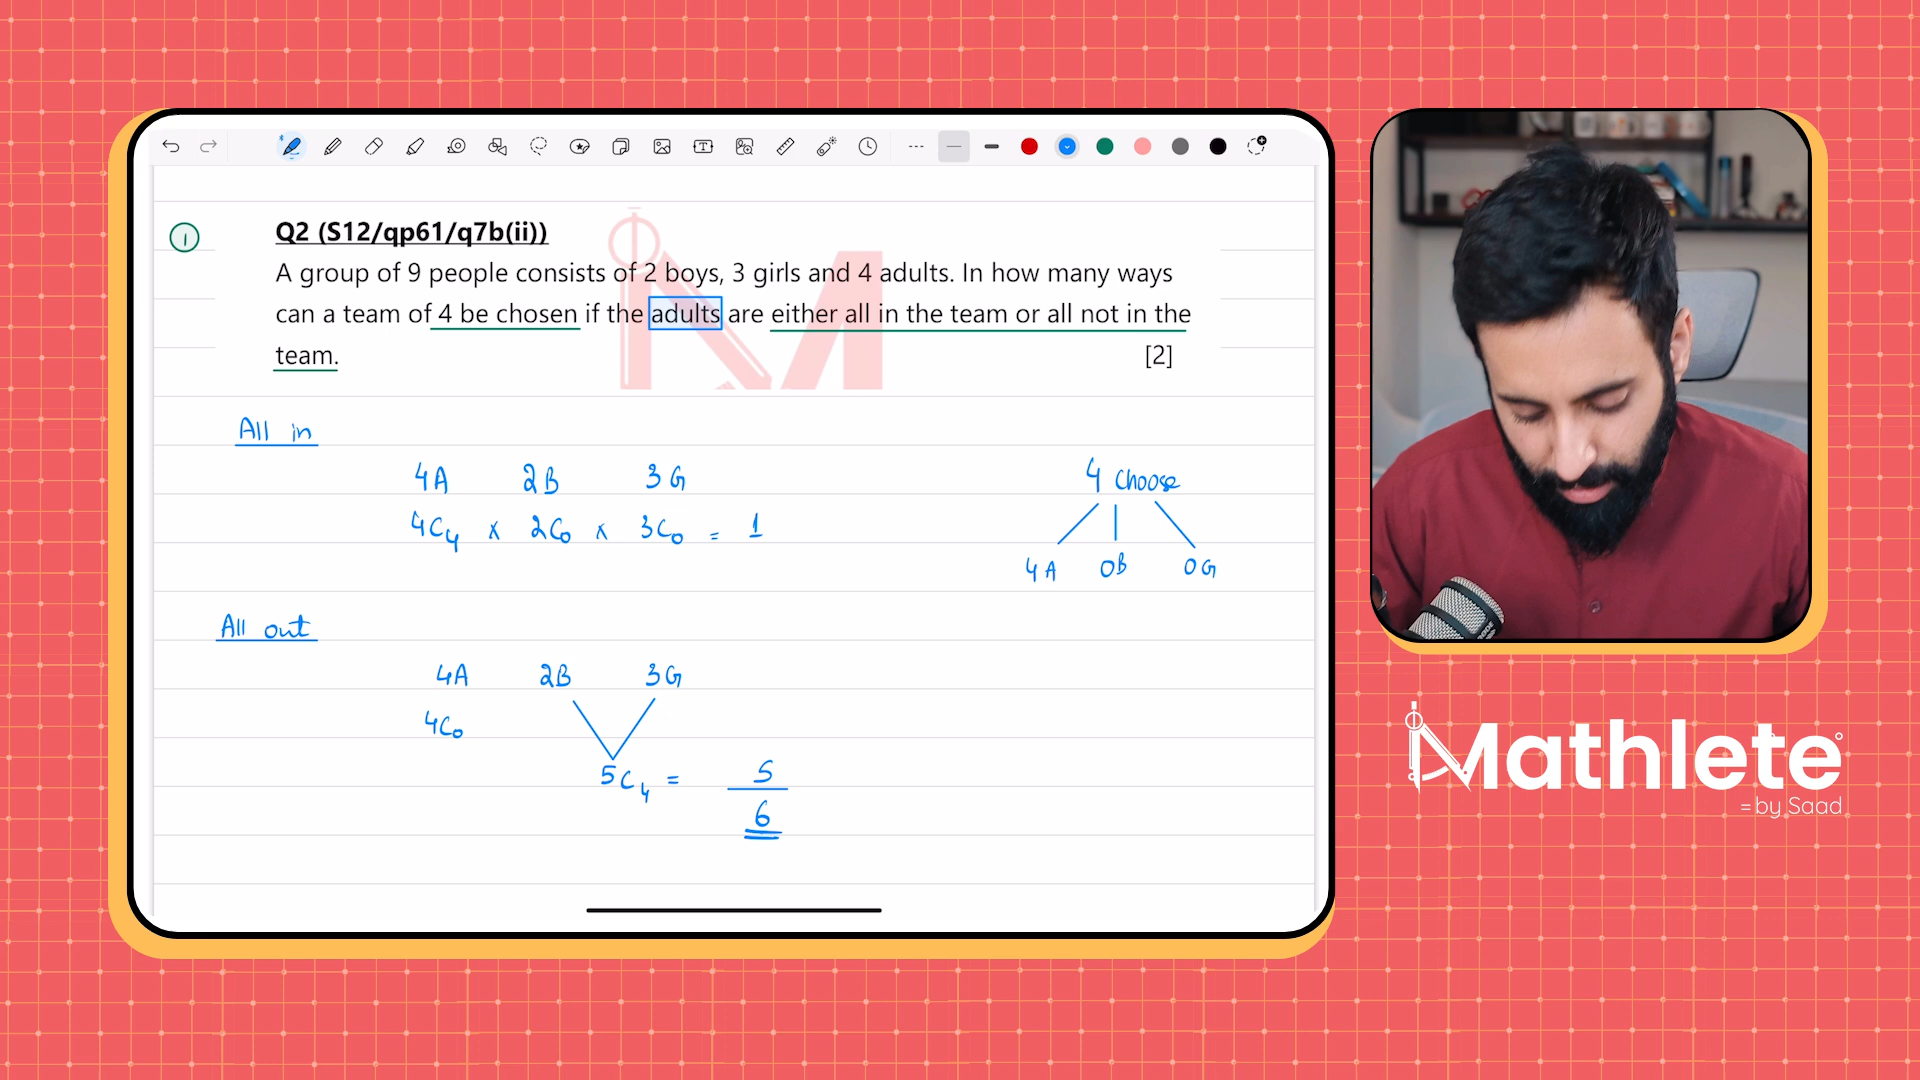 Q2 (S12/qp61/q7b(ii))
A group of 9 people consists of 2 boys, 3 girls and 4 adults. In how many ways
can a team of 4 be chosen if the adults are either all in the team or all not in the
team. [2]
1
All in
4A 2B 3G
4C4 x 2C0 x 3C0 = 1
4 Choose
4A 0B 0G
All out
4A 2B 3G
4C0
5C4 = 5
6
Mathlete
= by Saad